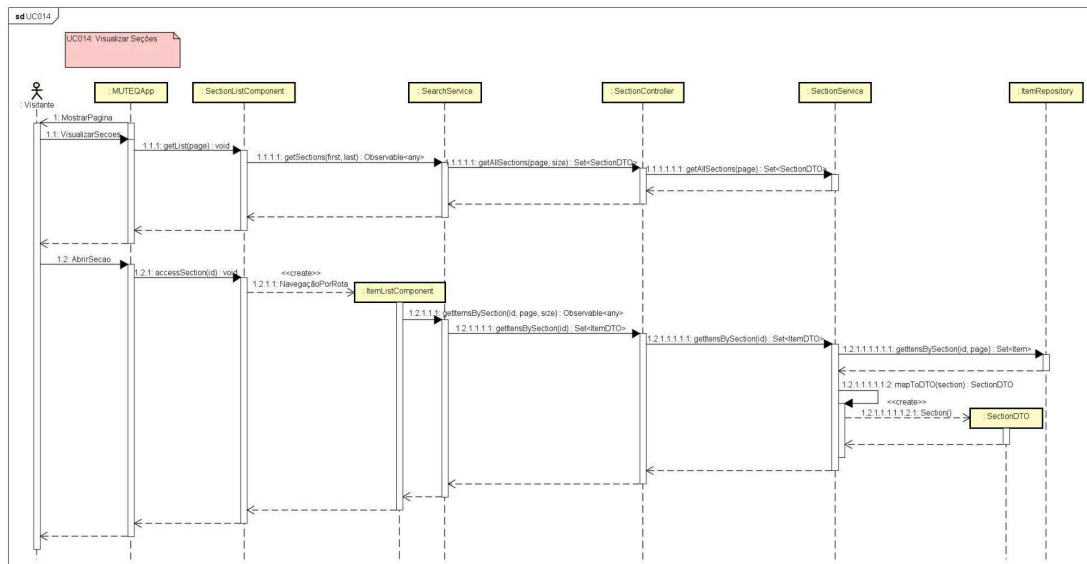 sd UC014
UC014: Visualizar Seções
: Visitante
: MUTEQApp
: SectionListComponent
: SearchService
: SectionController
: SectionService
: ItemRepository
1: MostrarPagina
1.1: VisualizarSecoes
1.1.1: getList(page) : void
1.1.1.1: getSections(first, last) : Observable<any>
1.1.1.1.1: getAllSections(page, size) : Set<SectionDTO>
1.1.1.1.1.1: getAllSections(page) : Set<SectionDTO>
1.2: AbrirSecao
1.2.1: accessSection(id) : void
<<create>>
1.2.1.1: NavegaçãoPorRota
: ItemListComponent
1.2.1.1.1: getItemsBySection(id, page, size) : Observable<any>
1.2.1.1.1.1: getItensBySection(id) : Set<ItemDTO>
1.2.1.1.1.1.1: getItensBySection(id) : Set<ItemDTO>
1.2.1.1.1.1.1.1: getItensBySection(id, page) : Set<Item>
1.2.1.1.1.1.1.2: mapToDTO(section) : SectionDTO
<<create>>
1.2.1.1.1.1.1.2.1: Section()
: SectionDTO